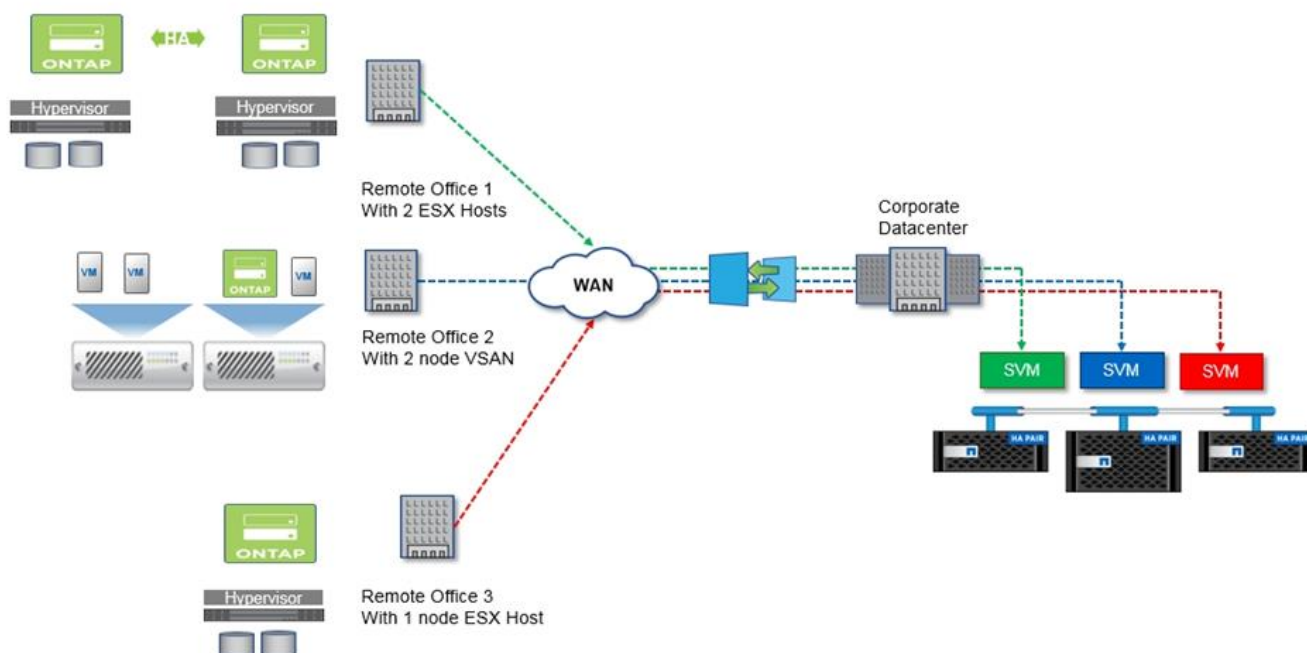 ONTAP
HA
ONTAP
Hypervisor
Hypervisor
Remote Office 1
With 2 ESX Hosts
VM
VM
ONTAP
VM
Remote Office 2
With 2 node VSAN
WAN
Corporate
Datacenter
SVM
SVM
SVM
HA PAIR
HA PAIR
HA PAIR
ONTAP
Hypervisor
Remote Office 3
With 1 node ESX Host